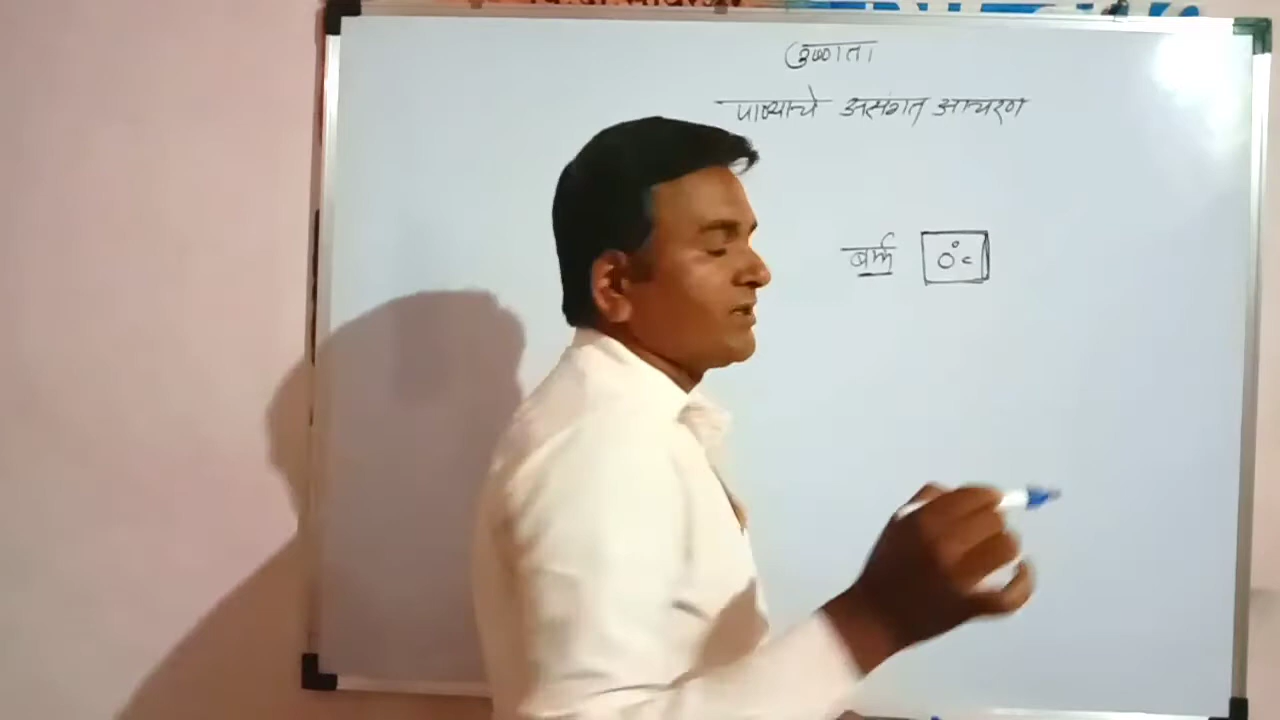 उष्णता
पाण्याचे असंगत आचरण
बर्फ 0°c